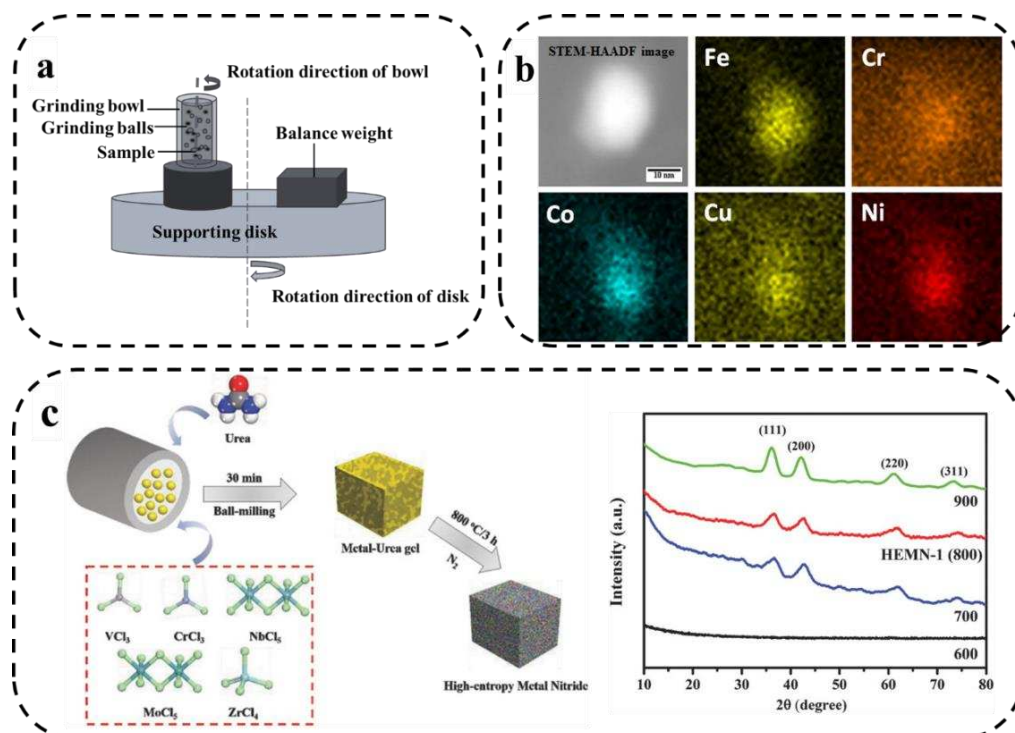 a
Rotation direction of bowl
Grinding bowl
Grinding balls
Sample
Balance weight
Supporting disk
Rotation direction of disk
b
STEM-HAADF image
10 nm
Fe
Cr
Co
Cu
Ni
c
Urea
30 min
Ball-milling
Metal-Urea gel
800 °C/3 h
N₂
High-entropy Metal Nitride
VCl₃
CrCl₃
NbCl₅
MoCl₅
ZrCl₄
Intensity (a.u.)
(111)
(200)
(220)
(311)
900
HEMN-1 (800)
700
600
10 20 30 40 50 60 70 80
2θ (degree)